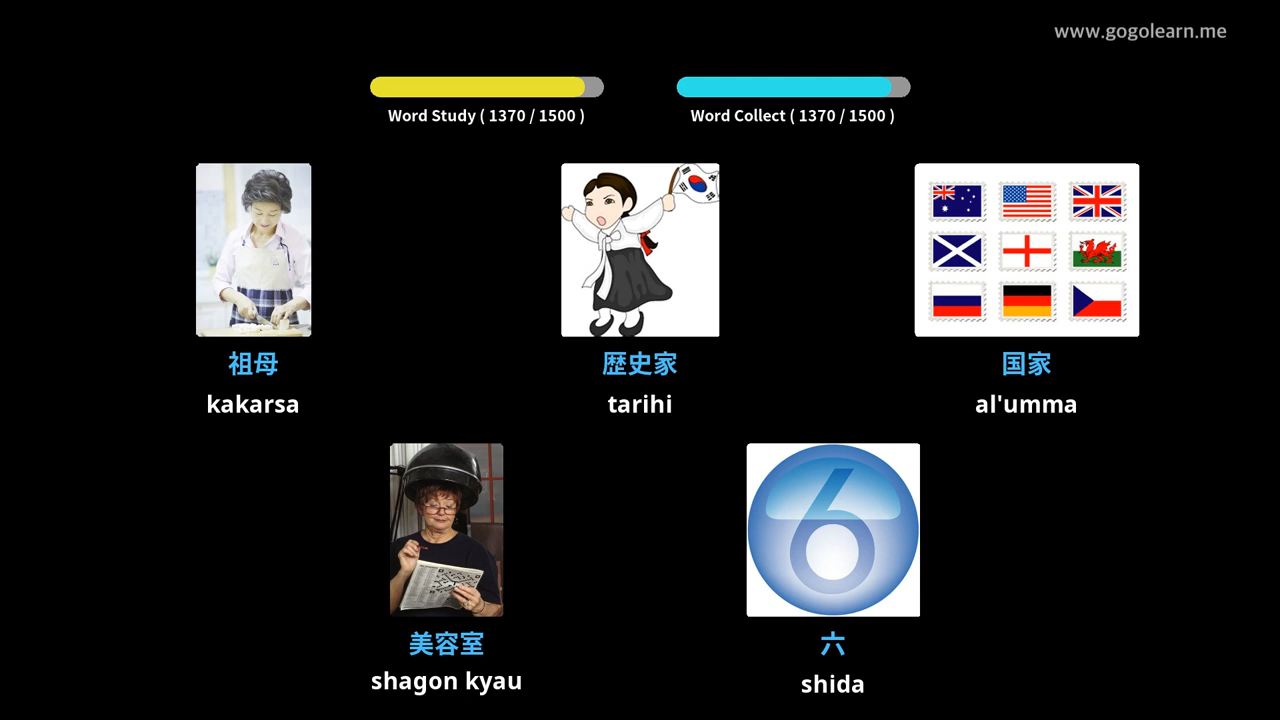 www.gogolearn.me
Word Study ( 1370 / 1500 )
Word Collect ( 1370 / 1500 )
祖母
kakarsa
歴史家
tarihi
国家
al'umma
6
美容室
shagon kyau
六
shida